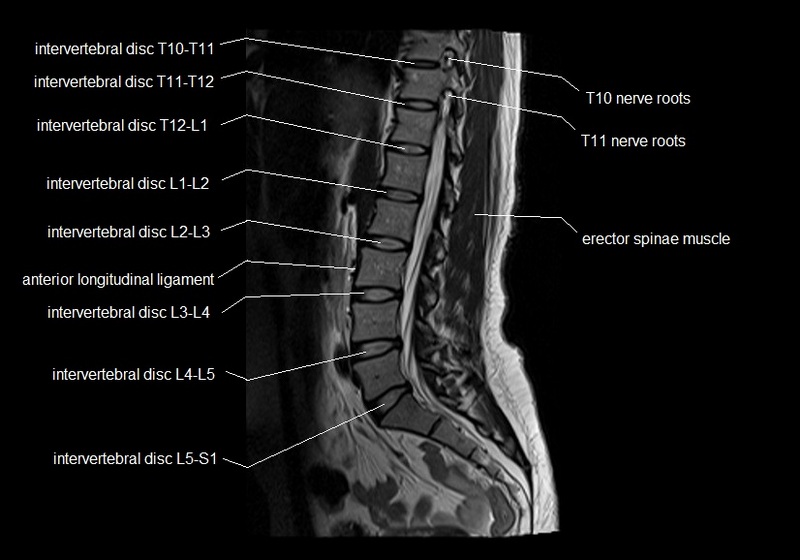 intervertebral disc T10-T11
intervertebral disc T11-T12
intervertebral disc T12-L1
intervertebral disc L1-L2
intervertebral disc L2-L3
anterior longitudinal ligament
intervertebral disc L3-L4
intervertebral disc L4-L5
intervertebral disc L5-S1
T10 nerve roots
T11 nerve roots
erector spinae muscle